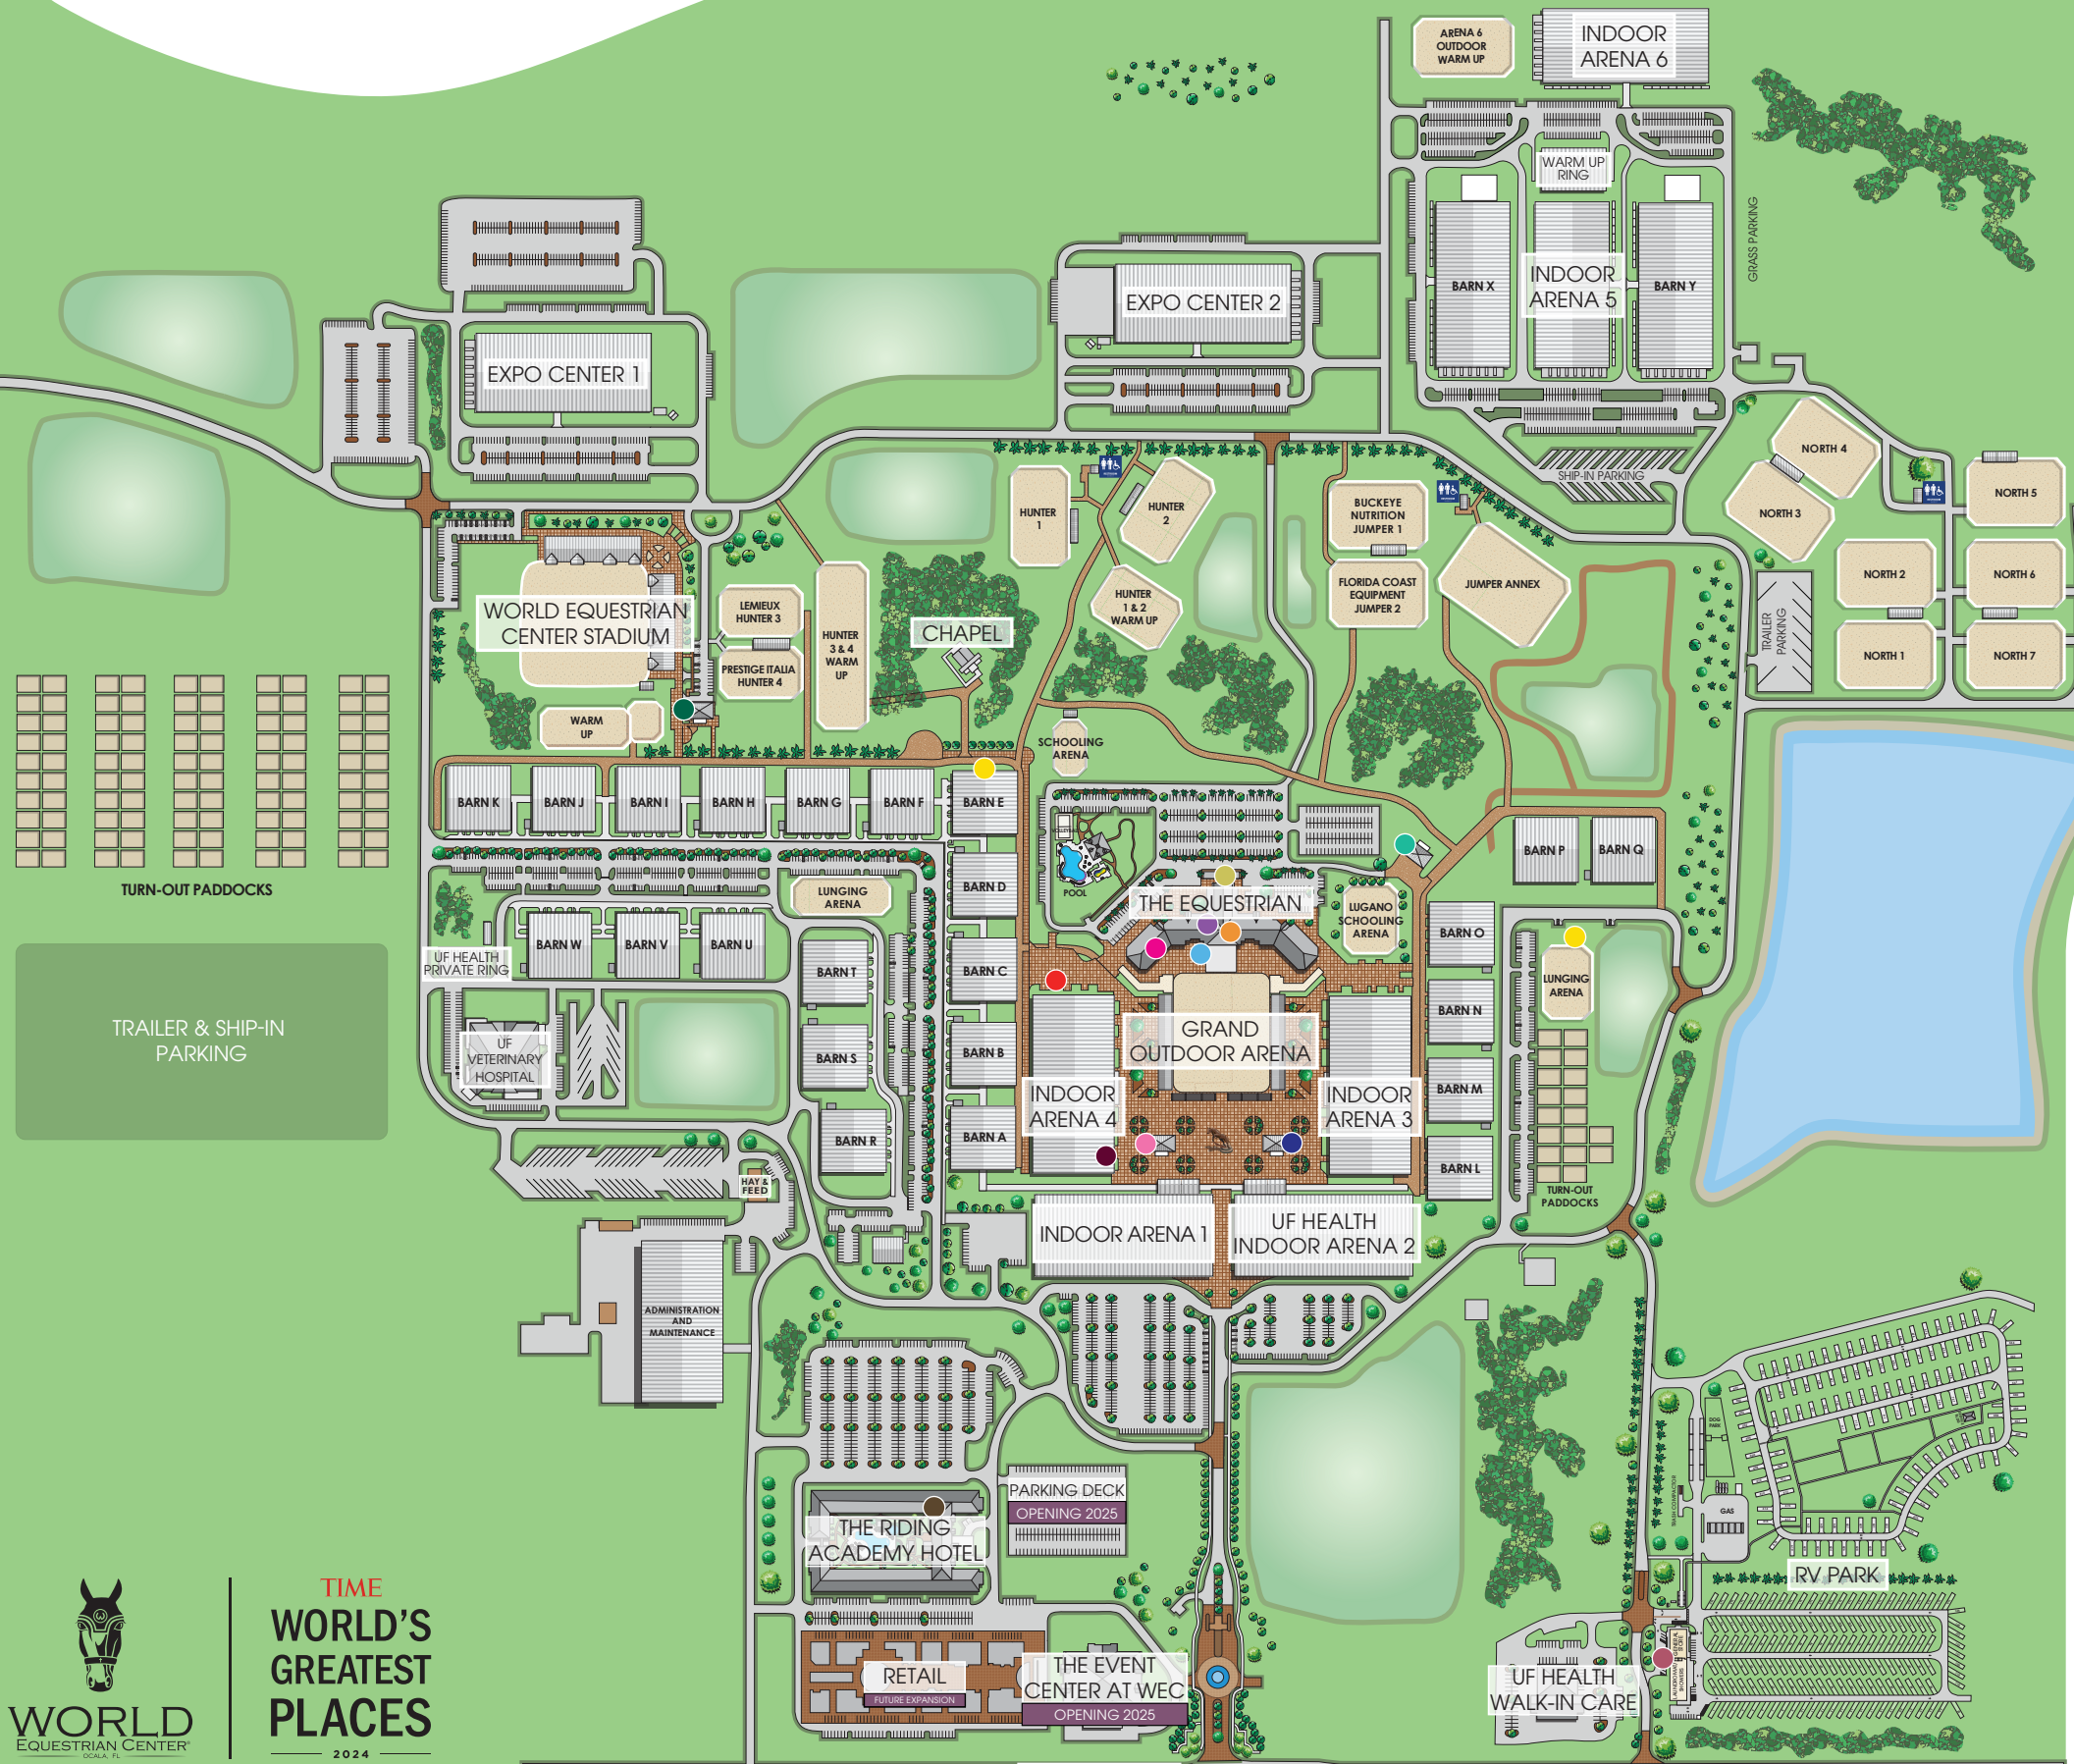 ARENA 6
OUTDOOR
WARM UP
INDOOR
ARENA 6
WARM UP
RING
GRASS PARKING
BARN X
INDOOR
ARENA 5
BARN Y
EXPO CENTER 2
EXPO CENTER 1
SHIP-IN PARKING
NORTH 4
NORTH 3
NORTH 5
NORTH 2
NORTH 6
NORTH 1
NORTH 7
TRAILER
PARKING
HUNTER
1
HUNTER
2
HUNTER
1 & 2
WARM UP
BUCKEYE
NUTRITION
JUMPER 1
FLORIDA COAST
EQUIPMENT
JUMPER 2
JUMPER ANNEX
WORLD EQUESTRIAN
CENTER STADIUM
LEMIEUX
HUNTER 3
PRESTIGE ITALIA
HUNTER 4
HUNTER
3 & 4
WARM
UP
CHAPEL
WARM
UP
SCHOOLING
ARENA
BARN K
BARN J
BARN I
BARN H
BARN G
BARN F
BARN E
VOLLEYBALL
POOL
BARN P
BARN Q
TURN-OUT PADDOCKS
LUNGING
ARENA
BARN D
THE EQUESTRIAN
LUGANO
SCHOOLING
ARENA
BARN O
BARN W
BARN V
BARN U
UF HEALTH
PRIVATE RING
BARN T
BARN C
LUNGING
ARENA
TRAILER & SHIP-IN
PARKING
UF
VETERINARY
HOSPITAL
BARN S
BARN B
GRAND
OUTDOOR ARENA
BARN N
INDOOR
ARENA 4
INDOOR
ARENA 3
BARN M
BARN R
BARN A
BARN L
HAY &
FEED
TURN-OUT
PADDOCKS
INDOOR ARENA 1
UF HEALTH
INDOOR ARENA 2
ADMINISTRATION
AND
MAINTENANCE
DOG
PARK
TRASH COMPACTOR
GAS
PARKING DECK
OPENING 2025
THE RIDING
ACADEMY HOTEL
RV PARK
RETAIL
FUTURE EXPANSION
THE EVENT
CENTER AT WEC
OPENING 2025
UF HEALTH
WALK-IN CARE
WORLD
EQUESTRIAN CENTER
OCALA, FL
TIME
WORLD'S
GREATEST
PLACES
2024